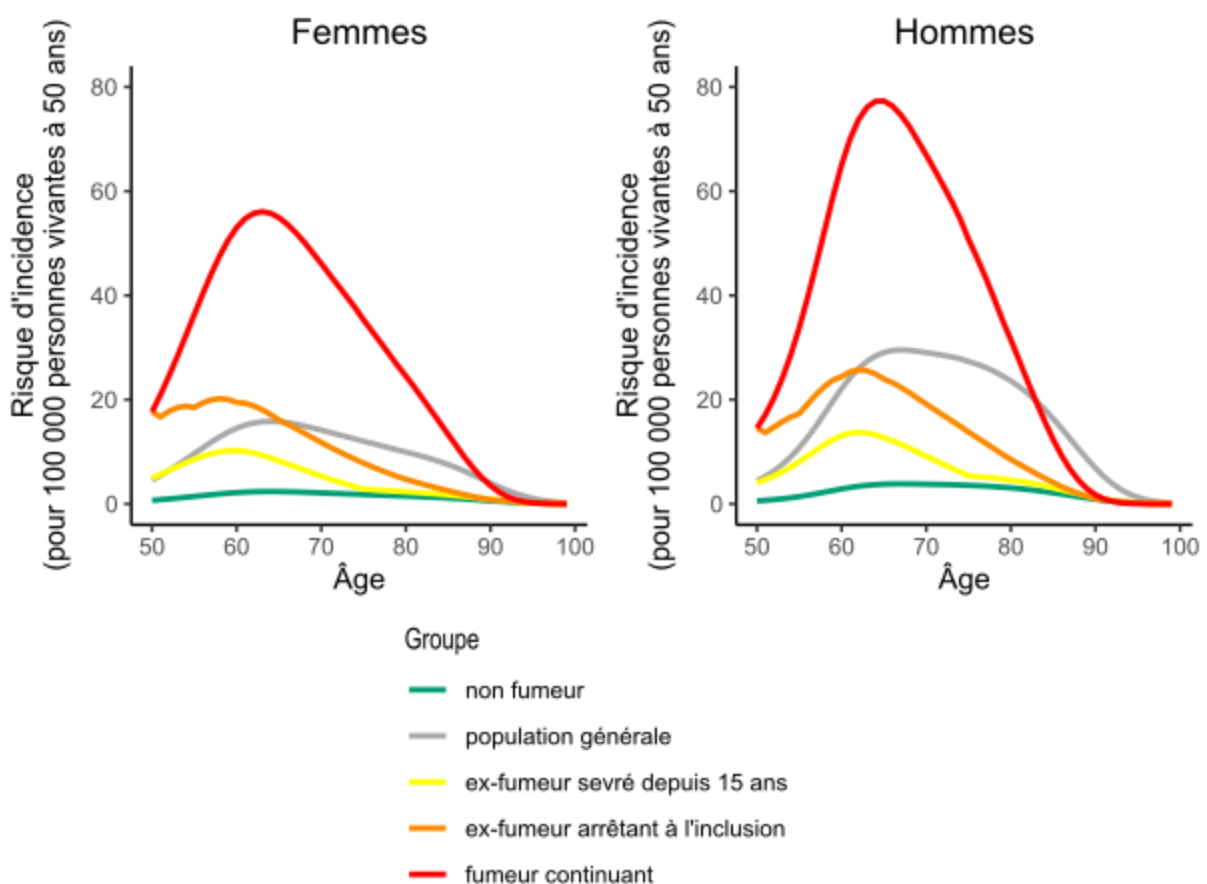 Femmes
Risque d'incidence
(pour 100 000 personnes vivantes à 50 ans)
80
60
40
20
0
50 60 70 80 90 100
Âge
Hommes
Risque d'incidence
(pour 100 000 personnes vivantes à 50 ans)
80
60
40
20
0
50 60 70 80 90 100
Âge
Groupe
non fumeur
population générale
ex-fumeur sevré depuis 15 ans
ex-fumeur arrêtant à l'inclusion
fumeur continuant